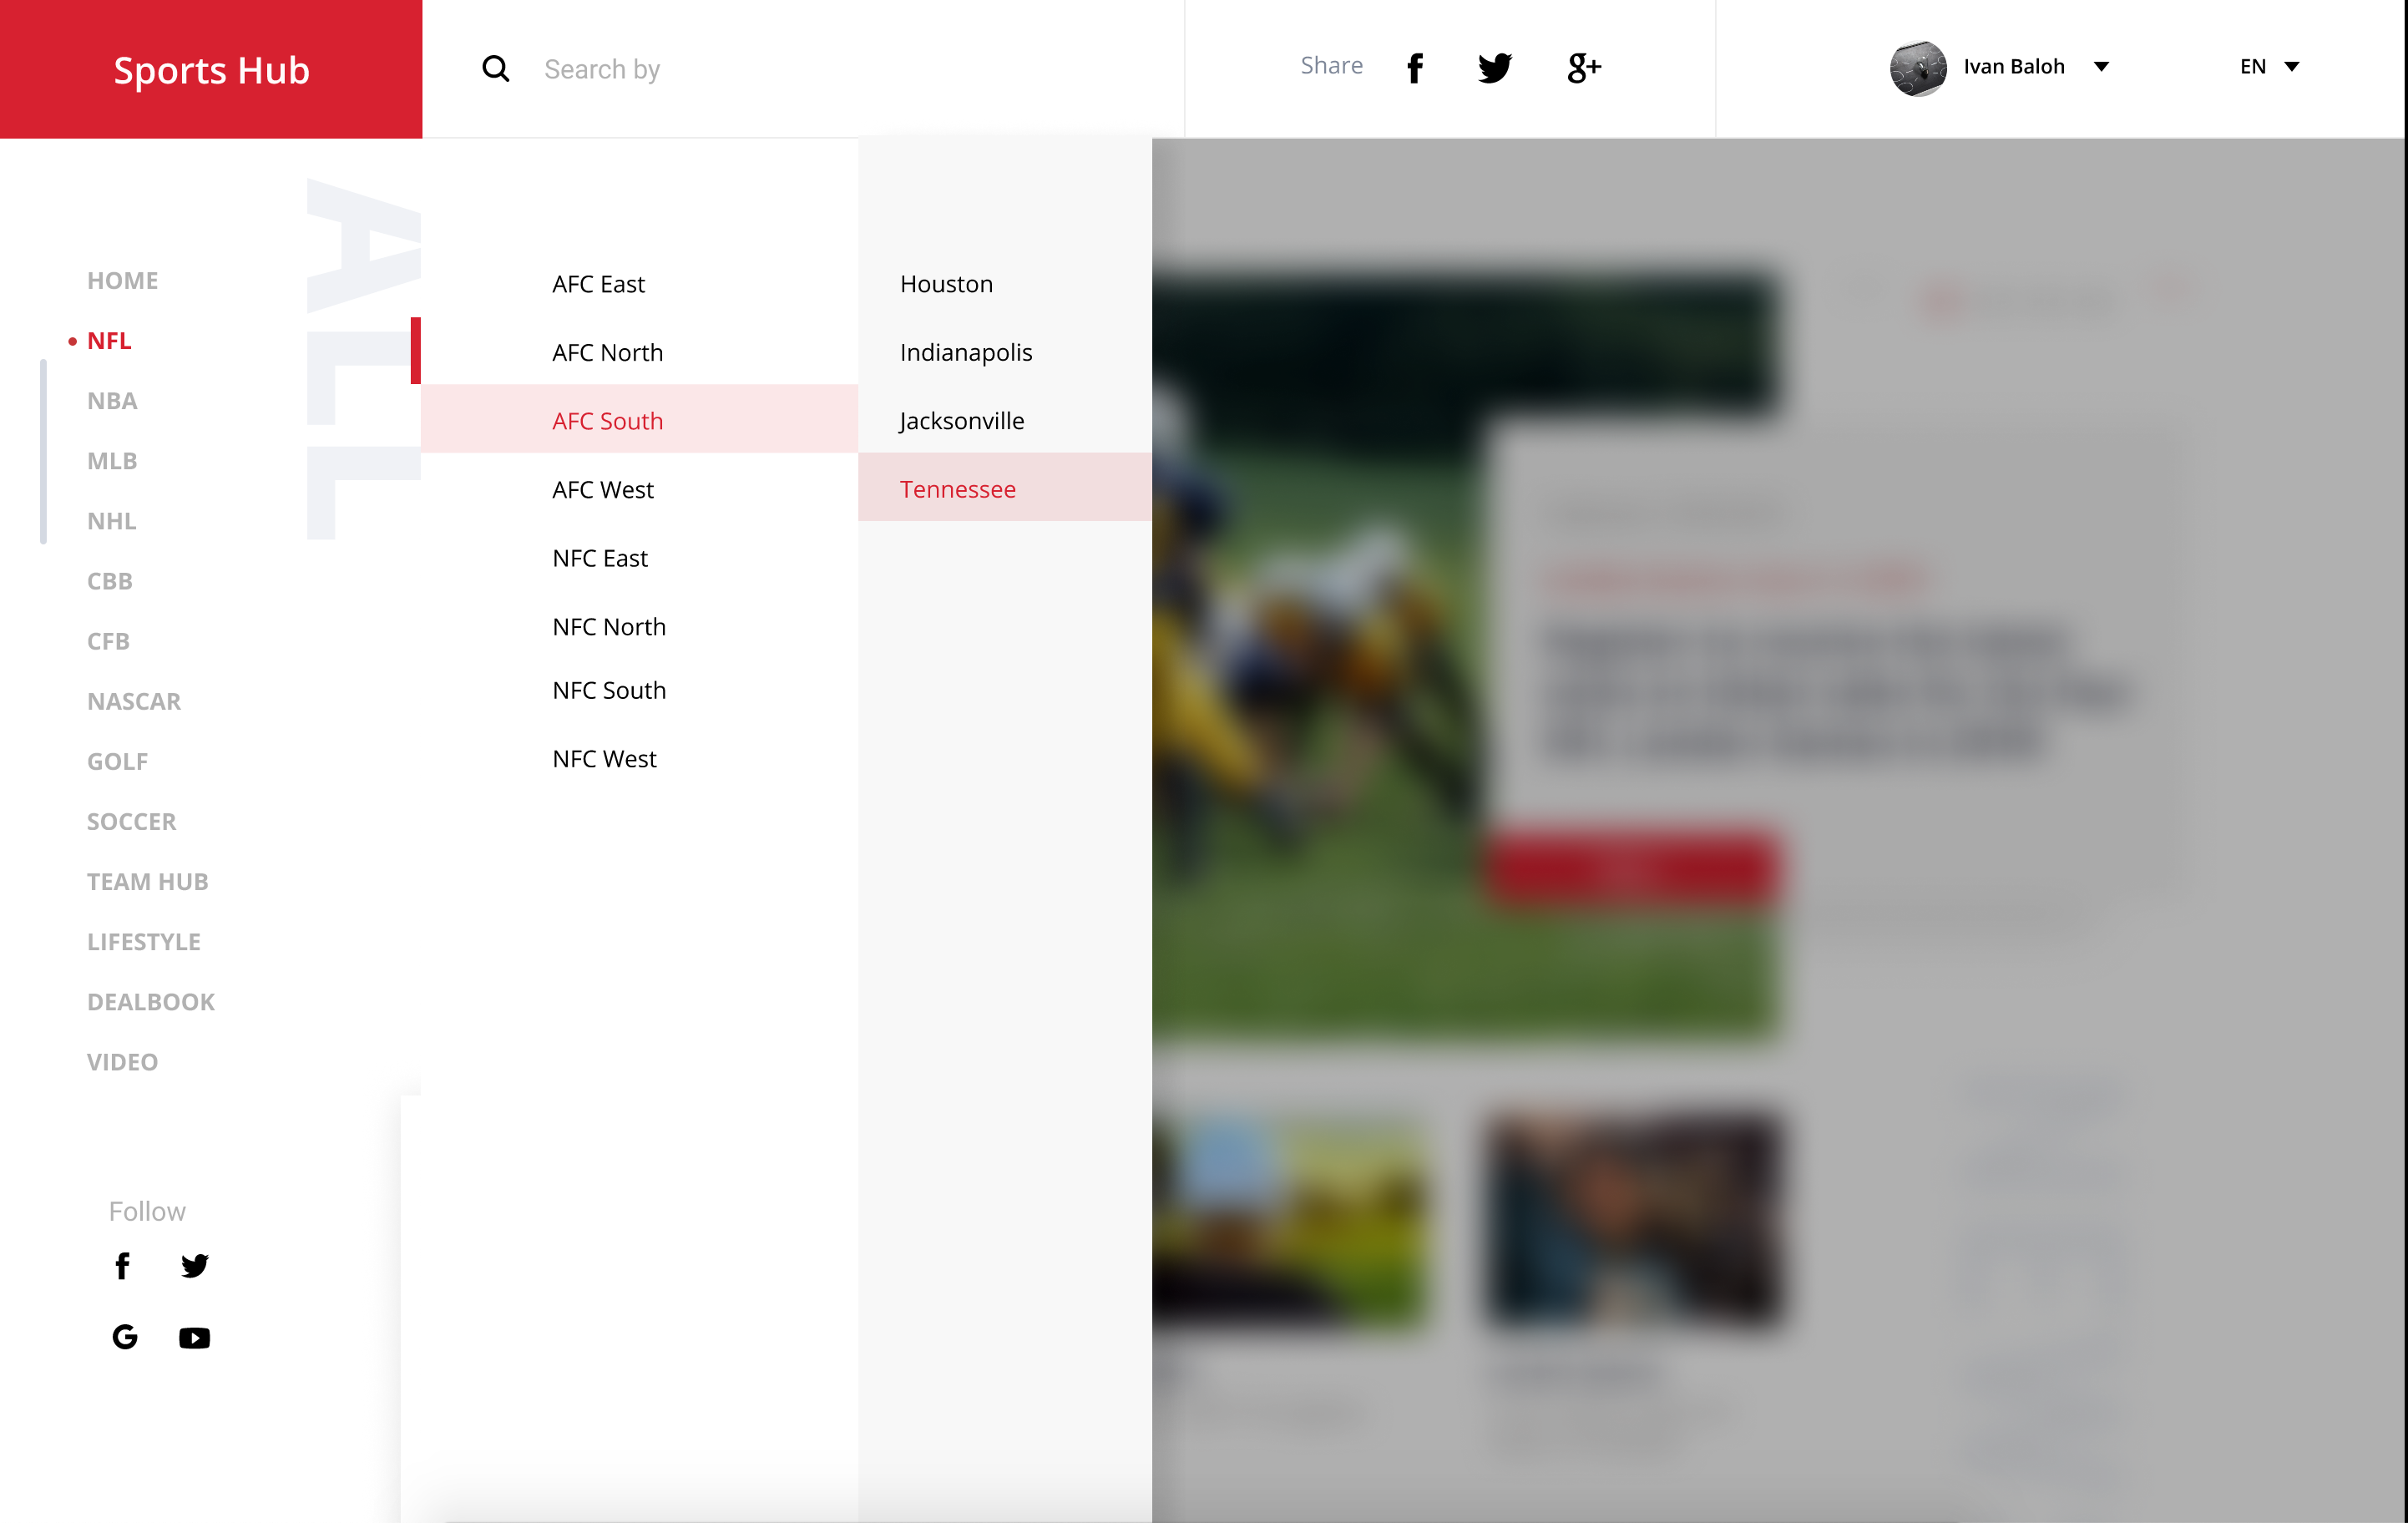 Sports Hub
Search by
Share
Ivan Baloh
EN
ALL
HOME
NFL
NBA
MLB
NHL
CBB
CFB
NASCAR
GOLF
SOCCER
TEAM HUB
LIFESTYLE
DEALBOOK
VIDEO
AFC East
AFC North
AFC South
AFC West
NFC East
NFC North
NFC South
NFC West
Houston
Indianapolis
Jacksonville
Tennessee
Follow